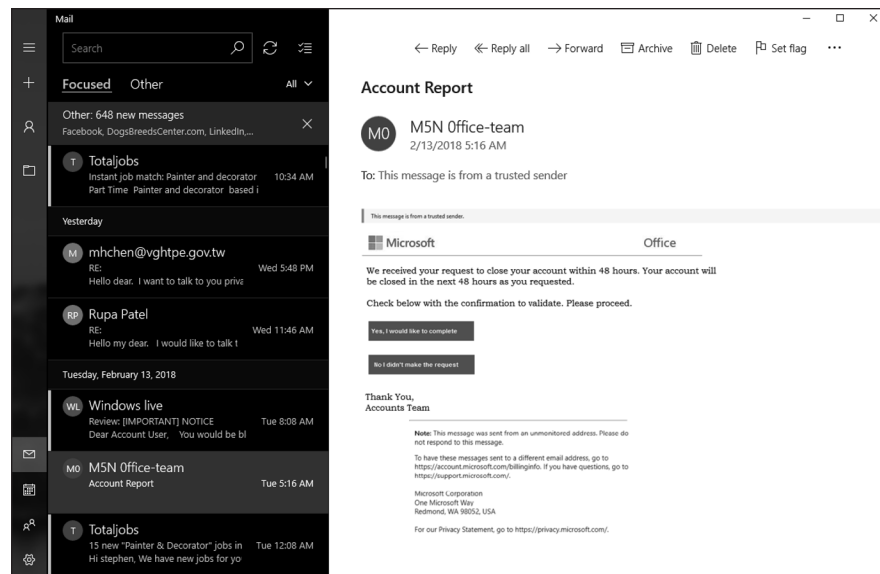 Mail
Search
Focused Other All
Other: 648 new messages
Facebook, DogsBreedsCenter.com, LinkedIn,...
T
Totaljobs
Instant job match: Painter and decorator 10:34 AM
Part Time Painter and decorator based i
Yesterday
M
mhchen@vghtpe.gov.tw
RE: Wed 5:48 PM
Hello dear. I want to talk to you priva
RP
Rupa Patel
RE: Wed 11:46 AM
Hello my dear. I would like to talk t
Tuesday, February 13, 2018
WL
Windows live
Review: [IMPORTANT] NOTICE Tue 8:08 AM
Dear Account User, You would be bl
M0
M5N 0ffice-team
Account Report Tue 5:16 AM
T
Totaljobs
15 new "Painter & Decorator" jobs in Tue 12:08 AM
Hi stephen, We have new jobs for yo
Reply Reply all Forward Archive Delete Set flag ...
Account Report
M0
M5N 0ffice-team
2/13/2018 5:16 AM
To: This message is from a trusted sender
This message is from a trusted sender.
Microsoft Office
We received your request to close your account within 48 hours. Your account will
be closed in the next 48 hours as you requested.
Check below with the confirmation to validate. Please proceed.
Yes, I would like to complete
No I didn't make the request
Thank You,
Accounts Team
Note: This message was sent from an unmonitored address. Please do
not respond to this message.
To have these messages sent to a different email address, go to
https://account.microsoft.com/billinginfo. If you have questions, go to
https://support.microsoft.com/.
Microsoft Corporation
One Microsoft Way
Redmond, WA 98052, USA
For our Privacy Statement, go to https://privacy.microsoft.com/.